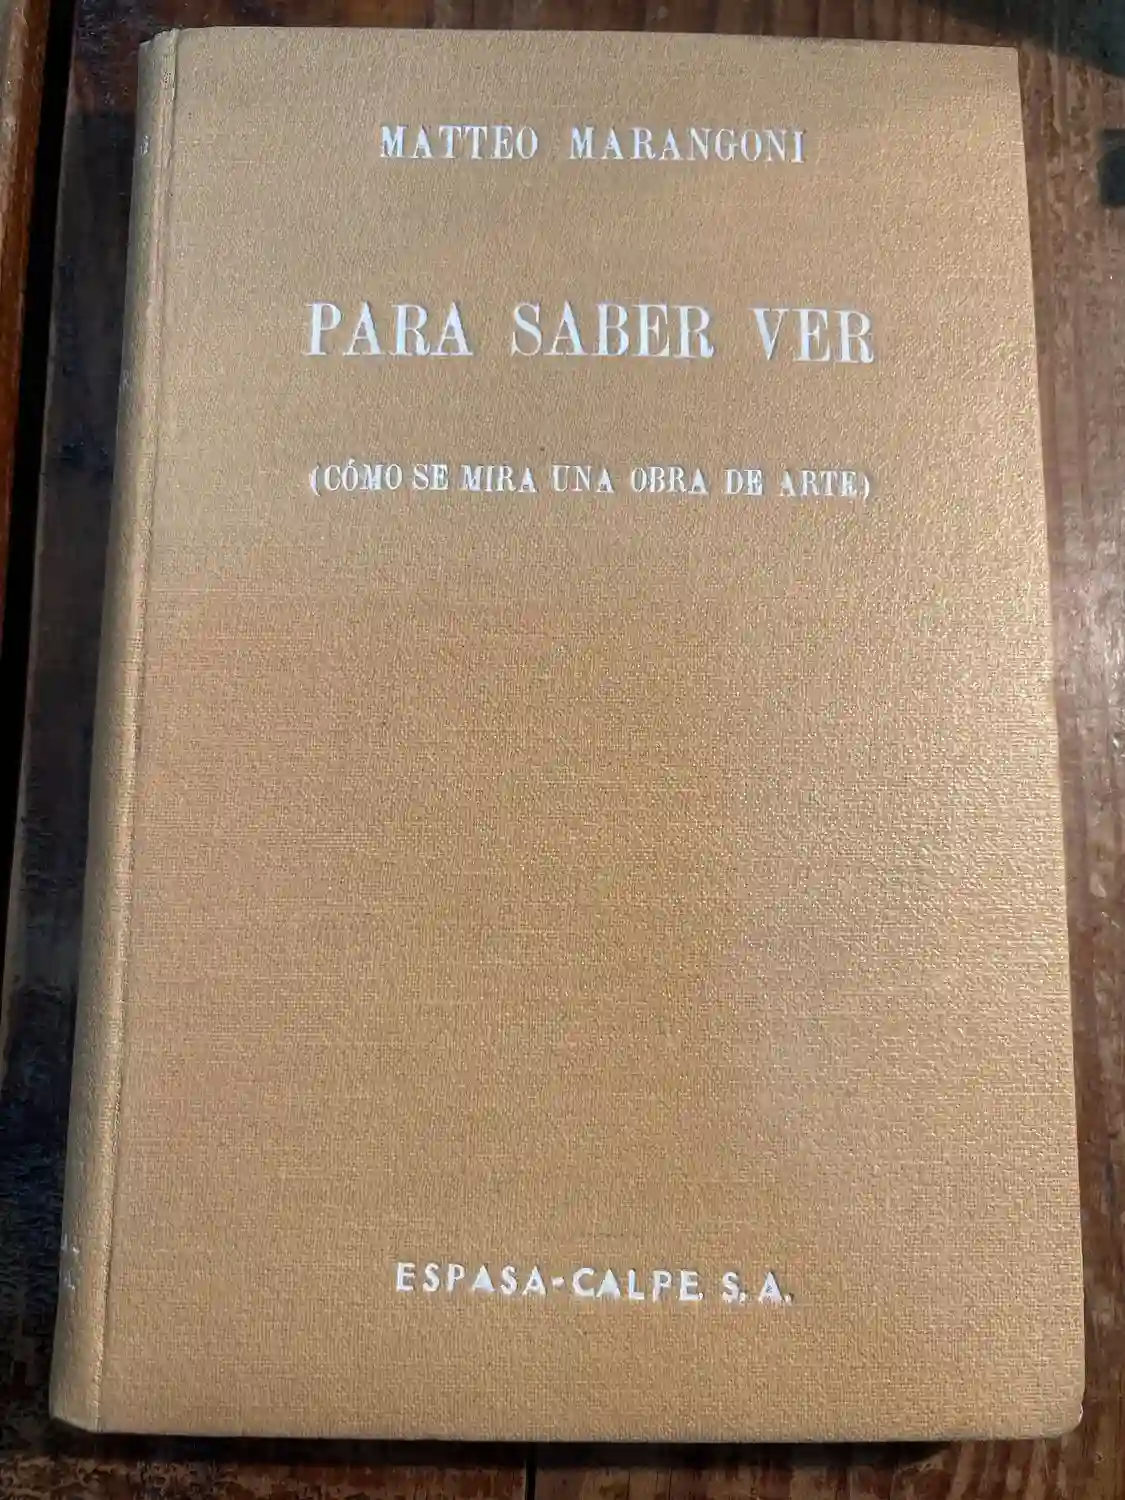 MATTEO MARANGONI
PARA SABER VER
(CÓMO SE MIRA UNA OBRA DE ARTE)
ESPASA-CALPE, S. A.